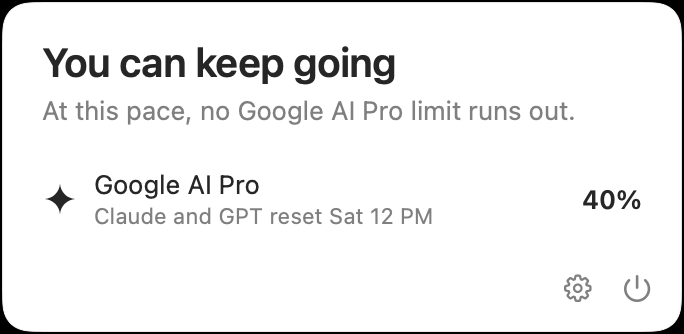 You can keep going
At this pace, no Google AI Pro limit runs out.
Google AI Pro
Claude and GPT reset Sat 12 PM
40%